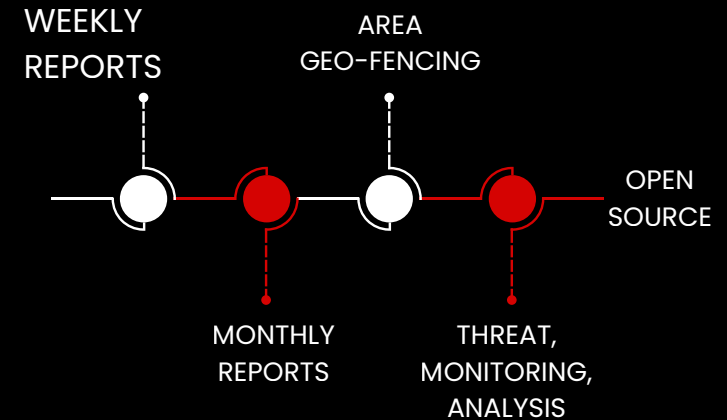 WEEKLY
REPORTS
AREA
GEO-FENCING
OPEN
SOURCE
MONTHLY
REPORTS
THREAT,
MONITORING,
ANALYSIS